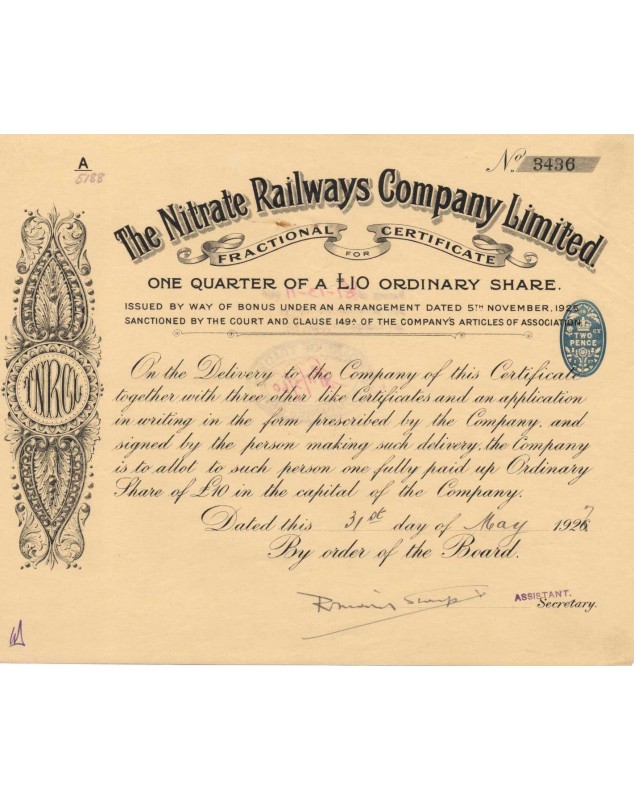 A
5188
No. 3436
The Nitrate Railways Company Limited.
FRACTIONAL FOR CERTIFICATE
ONE QUARTER OF A £10 ORDINARY SHARE.
ISSUED BY WAY OF BONUS UNDER AN ARRANGEMENT DATED 5TH NOVEMBER, 1925
SANCTIONED BY THE COURT AND CLAUSE 149A OF THE COMPANY'S ARTICLES OF ASSOCIATION.
TWO
PENCE
TNRCL
On the Delivery to the Company of this Certificate
together with three other like Certificates and an application
in writing in the form prescribed by the Company, and
signed by the person making such delivery, the Company
is to allot to such person one fully paid up Ordinary
Share of £10 in the capital of the Company.
Dated this 31st day of May 1927
By order of the Board.
ASSISTANT.
Secretary.